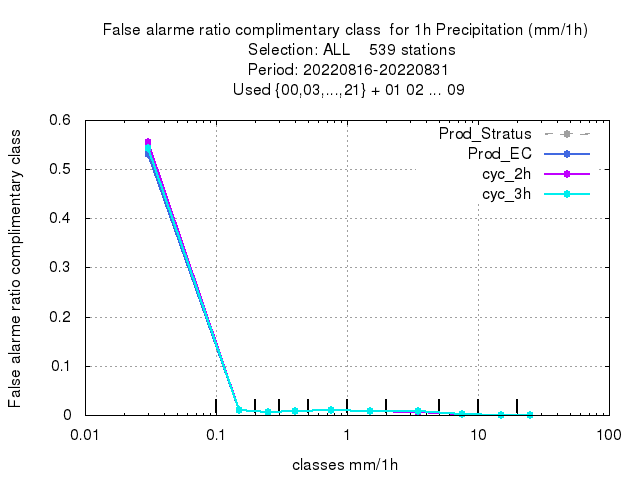 False alarme ratio complimentary class  for 1h Precipitation (mm/1h)
Selection: ALL    539 stations
Period: 20220816-20220831
Used {00,03,...,21} + 01 02 ... 09
False alarme ratio complimentary class
0.6
0.5
0.4
0.3
0.2
0.1
0
Prod_Stratus
Prod_EC
cyc_2h
cyc_3h
0.01
0.1
1
10
100
classes mm/1h